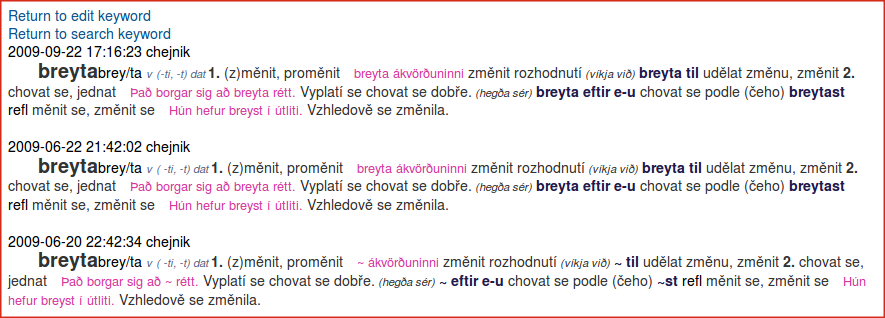 Return to edit keyword
Return to search keyword
2009-09-22 17:16:23 chejnik
breytabrey/ta v (-ti, -t) dat 1. (z)měnit, proměnit breyta ákvörðuninni změnit rozhodnutí (víkja við) breyta til udělat změnu, změnit 2.
chovat se, jednat Það borgar sig að breyta rétt. Vyplatí se chovat se dobře. (hegða sér) breyta eftir e-u chovat se podle (čeho) breytast
refl měnit se, změnit se Hún hefur breyst í útliti. Vzhledově se změnila.
2009-06-22 21:42:02 chejnik
breytabrey/ta v ( -ti, -t) dat 1. (z)měnit, proměnit breyta ákvörðuninni změnit rozhodnutí (víkja við) breyta til udělat změnu, změnit 2.
chovat se, jednat Það borgar sig að breyta rétt. Vyplatí se chovat se dobře. (hegða sér) breyta eftir e-u chovat se podle (čeho) breytast
refl měnit se, změnit se Hún hefur breyst í útliti. Vzhledově se změnila.
2009-06-20 22:42:34 chejnik
breytabrey/ta v ( -ti, -t) dat 1. (z)měnit, proměnit ~ ákvörðuninni změnit rozhodnutí (víkja við) ~ til udělat změnu, změnit 2. chovat se,
jednat Það borgar sig að ~ rétt. Vyplatí se chovat se dobře. (hegða sér) ~ eftir e-u chovat se podle (čeho) ~st refl měnit se, změnit se Hún
hefur breyst í útliti. Vzhledově se změnila.